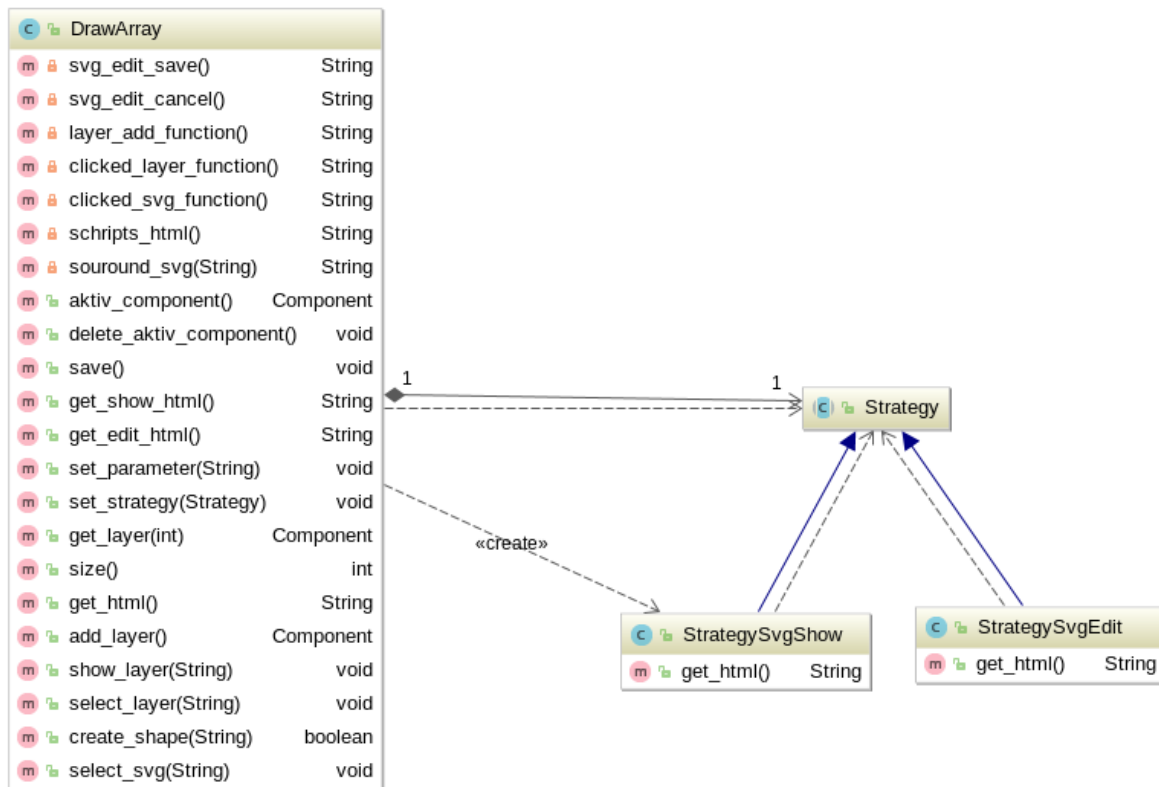 DrawArray
svg_edit_save() String
svg_edit_cancel() String
layer_add_function() String
clicked_layer_function() String
clicked_svg_function() String
schripts_html() String
souround_svg(String) String
aktiv_component() Component
delete_aktiv_component() void
save() void
get_show_html() String
get_edit_html() String
set_parameter(String) void
set_strategy(Strategy) void
get_layer(int) Component
size() int
get_html() String
add_layer() Component
show_layer(String) void
select_layer(String) void
create_shape(String) boolean
select_svg(String) void
1 1
C Strategy
«create»
C StrategySvgShow
m get_html() String
C StrategySvgEdit
m get_html() String